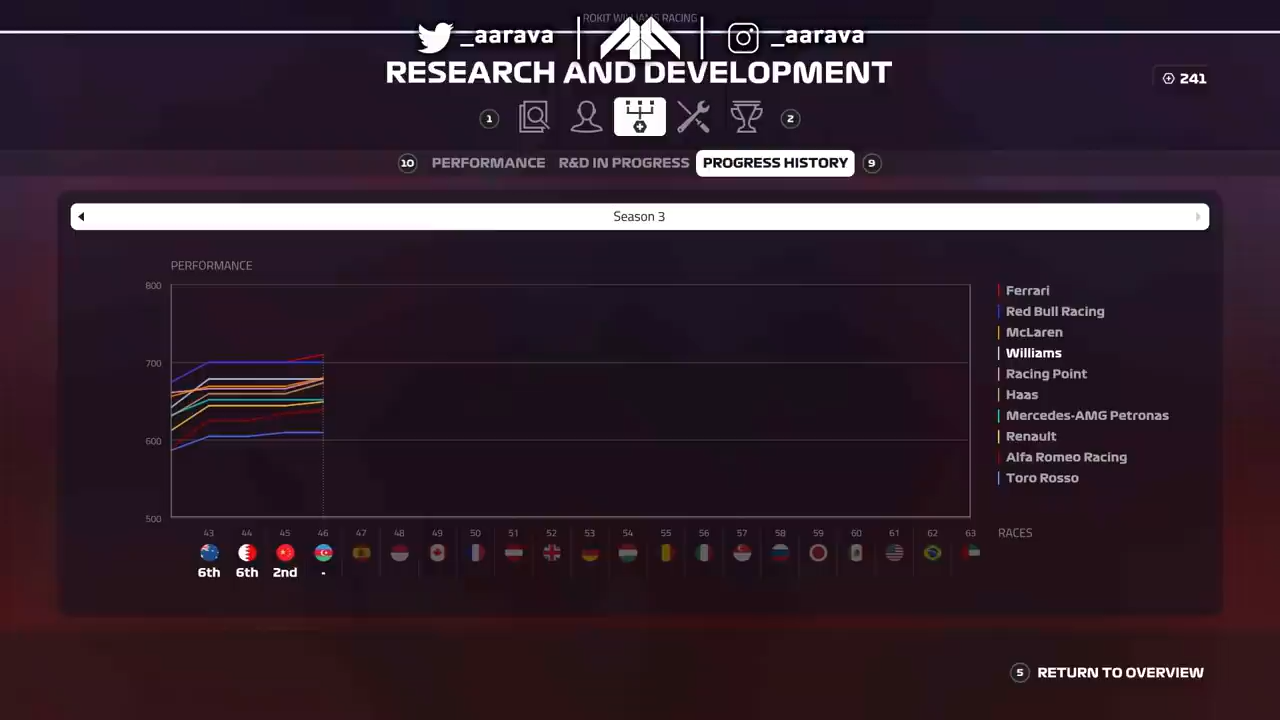 ROKIT WILLIAMS RACING
_aarava
_aarava
RESEARCH AND DEVELOPMENT
241
1
2
10 PERFORMANCE R&D IN PROGRESS PROGRESS HISTORY 9
Season 3
PERFORMANCE
800
700
600
500
Ferrari
Red Bull Racing
McLaren
Williams
Racing Point
Haas
Mercedes-AMG Petronas
Renault
Alfa Romeo Racing
Toro Rosso
43 44 45 46 47 48 49 50 51 52 53 54 55 56 57 58 59 60 61 62 63 RACES
6th 6th 2nd -
5 RETURN TO OVERVIEW